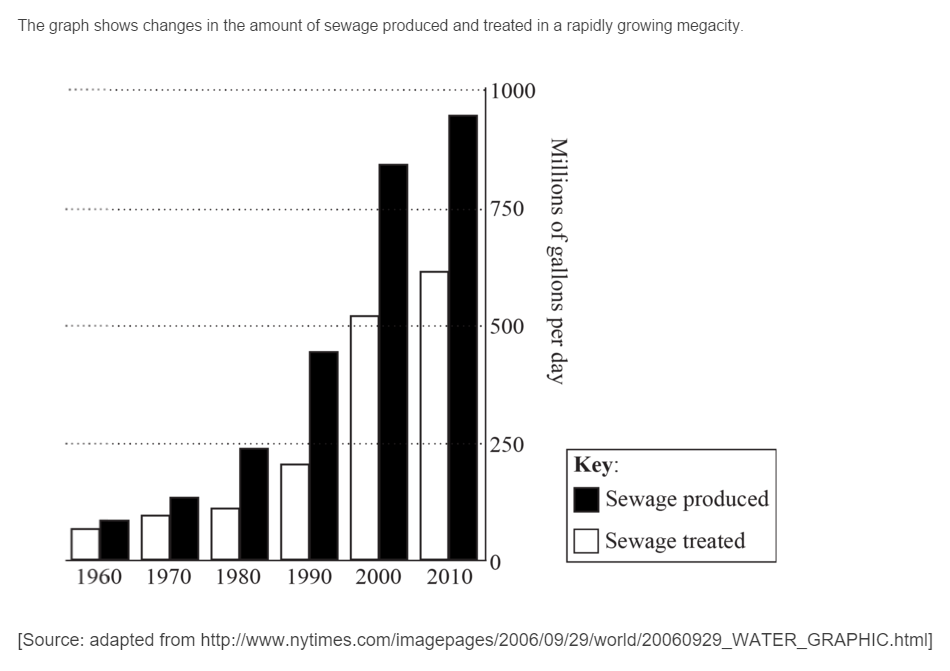 The graph shows changes in the amount of sewage produced and treated in a rapidly growing megacity.
1000
750
500
250
0
Millions of gallons per day
1960 1970 1980 1990 2000 2010
Key:
Sewage produced
Sewage treated
[Source: adapted from http://www.nytimes.com/imagepages/2006/09/29/world/20060929_WATER_GRAPHIC.html]